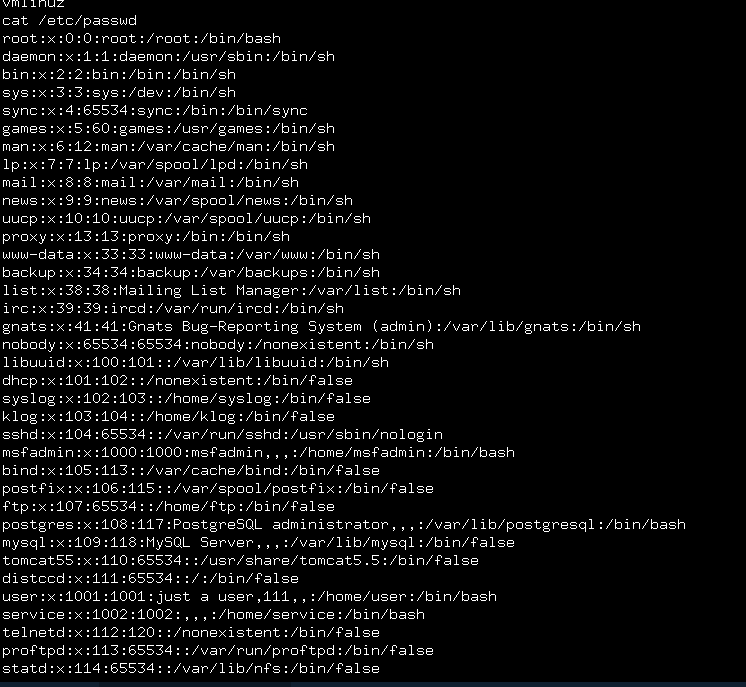 vmlinuz
cat /etc/passwd
root:x:0:0:root:/root:/bin/bash
daemon:x:1:1:daemon:/usr/sbin:/bin/sh
bin:x:2:2:bin:/bin:/bin/sh
sys:x:3:3:sys:/dev:/bin/sh
sync:x:4:65534:sync:/bin:/bin/sync
games:x:5:60:games:/usr/games:/bin/sh
man:x:6:12:man:/var/cache/man:/bin/sh
lp:x:7:7:lp:/var/spool/lpd:/bin/sh
mail:x:8:8:mail:/var/mail:/bin/sh
news:x:9:9:news:/var/spool/news:/bin/sh
uucp:x:10:10:uucp:/var/spool/uucp:/bin/sh
proxy:x:13:13:proxy:/bin:/bin/sh
www-data:x:33:33:www-data:/var/www:/bin/sh
backup:x:34:34:backup:/var/backups:/bin/sh
list:x:38:38:Mailing List Manager:/var/list:/bin/sh
irc:x:39:39:ircd:/var/run/ircd:/bin/sh
gnats:x:41:41:Gnats Bug-Reporting System (admin):/var/lib/gnats:/bin/sh
nobody:x:65534:65534:nobody:/nonexistent:/bin/sh
libuuid:x:100:101::/var/lib/libuuid:/bin/sh
dhcp:x:101:102::/nonexistent:/bin/false
syslog:x:102:103::/home/syslog:/bin/false
klog:x:103:104::/home/klog:/bin/false
sshd:x:104:65534::/var/run/sshd:/usr/sbin/nologin
msfadmin:x:1000:1000:msfadmin,,,:/home/msfadmin:/bin/bash
bind:x:105:113::/var/cache/bind:/bin/false
postfix:x:106:115::/var/spool/postfix:/bin/false
ftp:x:107:65534::/home/ftp:/bin/false
postgres:x:108:117:PostgreSQL administrator,,,:/var/lib/postgresql:/bin/bash
mysql:x:109:118:MySQL Server,,,:/var/lib/mysql:/bin/false
tomcat55:x:110:65534::/usr/share/tomcat5.5:/bin/false
distccd:x:111:65534::/:/bin/false
user:x:1001:1001:just a user,111,,:/home/user:/bin/bash
service:x:1002:1002:,,,:/home/service:/bin/bash
telnetd:x:112:120::/nonexistent:/bin/false
proftpd:x:113:65534::/var/run/proftpd:/bin/false
statd:x:114:65534::/var/lib/nfs:/bin/false